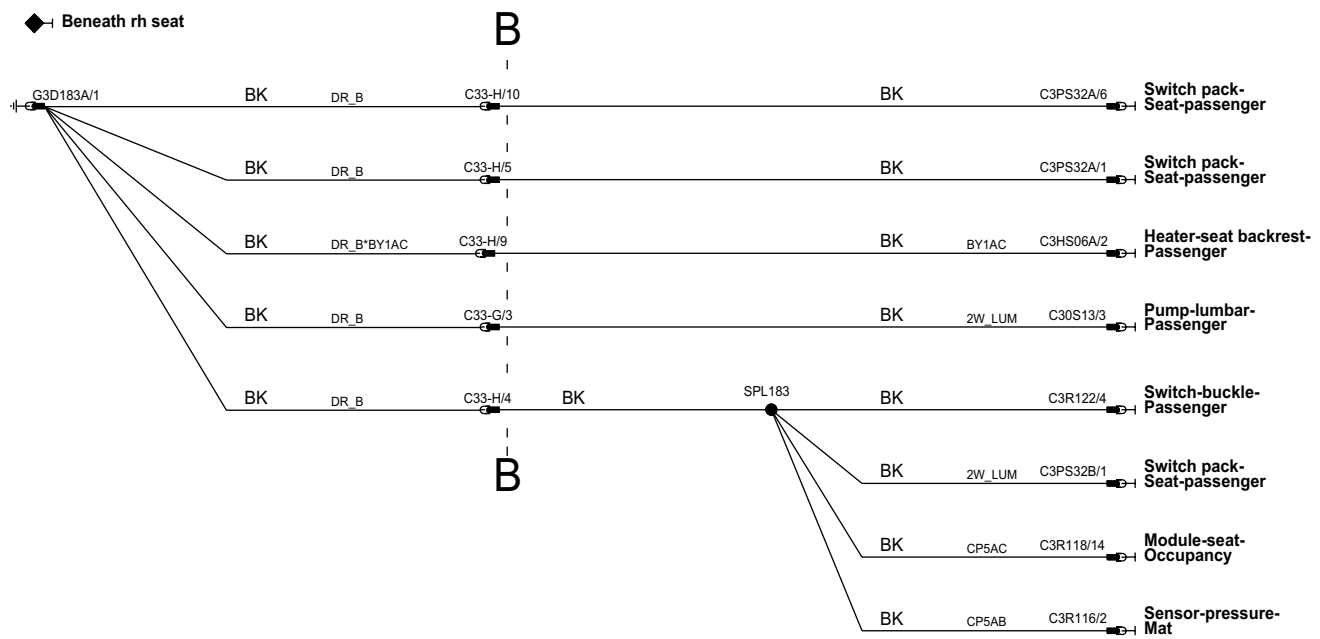 Beneath rh seat
B
G3D183A/1 BK DR_B C33-H/10 BK C3PS32A/6 Switch pack-
Seat-passenger
BK DR_B C33-H/5 BK C3PS32A/1 Switch pack-
Seat-passenger
BK DR_B*BY1AC C33-H/9 BK BY1AC C3HS06A/2 Heater-seat backrest-
Passenger
BK DR_B C33-G/3 BK 2W_LUM C30S13/3 Pump-lumbar-
Passenger
BK DR_B C33-H/4 BK SPL183 BK C3R122/4 Switch-buckle-
Passenger
B
BK 2W_LUM C3PS32B/1 Switch pack-
Seat-passenger
BK CP5AC C3R118/14 Module-seat-
Occupancy
BK CP5AB C3R116/2 Sensor-pressure-
Mat